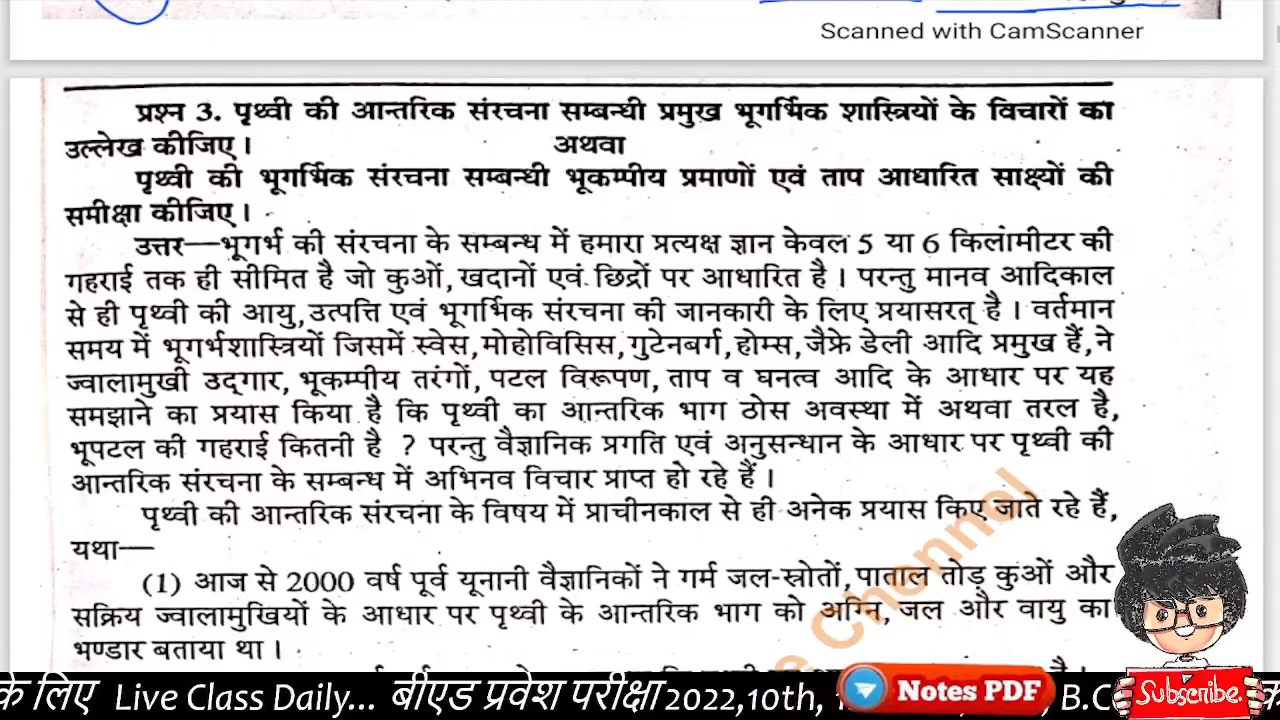 Scanned with CamScanner
प्रश्न 3. पृथ्वी की आन्तरिक संरचना सम्बन्धी प्रमुख भूगर्भिक शास्त्रियों के विचारों का
उल्लेख कीजिए।
अथवा
पृथ्वी की भूगर्भिक संरचना सम्बन्धी भूकम्पीय प्रमाणों एवं ताप आधारित साक्ष्यों की
समीक्षा कीजिए।
उत्तर—भूगर्भ की संरचना के सम्बन्ध में हमारा प्रत्यक्ष ज्ञान केवल 5 या 6 किलोमीटर की
गहराई तक ही सीमित है जो कुओं, खदानों एवं छिद्रों पर आधारित है। परन्तु मानव आदिकाल
से ही पृथ्वी की आयु, उत्पत्ति एवं भूगर्भिक संरचना की जानकारी के लिए प्रयासरत् है। वर्तमान
समय में भूगर्भशास्त्रियों जिसमें स्वेस, मोहोविसिस, गुटेनबर्ग, होम्स, जैफ्रे डेली आदि प्रमुख हैं, ने
ज्वालामुखी उद्‌गार, भूकम्पीय तरंगों, पटल विरूपण, ताप व घनत्व आदि के आधार पर यह
समझाने का प्रयास किया है कि पृथ्वी का आन्तरिक भाग ठोस अवस्था में अथवा तरल है,
भूपटल की गहराई कितनी है ? परन्तु वैज्ञानिक प्रगति एवं अनुसन्धान के आधार पर पृथ्वी की
आन्तरिक संरचना के सम्बन्ध में अभिनव विचार प्राप्त हो रहे हैं।
पृथ्वी की आन्तरिक संरचना के विषय में प्राचीनकाल से ही अनेक प्रयास किए जाते रहे हैं,
यथा—
(1) आज से 2000 वर्ष पूर्व यूनानी वैज्ञानिकों ने गर्म जल-स्रोतों, पाताल तोड़ कुओं और
सक्रिय ज्वालामुखियों के आधार पर पृथ्वी के आन्तरिक भाग को अग्नि, जल और वायु का
भण्डार बताया था।
Chennol
के लिए Live Class Daily... बीएड प्रवेश परीक्षा 2022,10th,
Notes PDF
Subscribe.